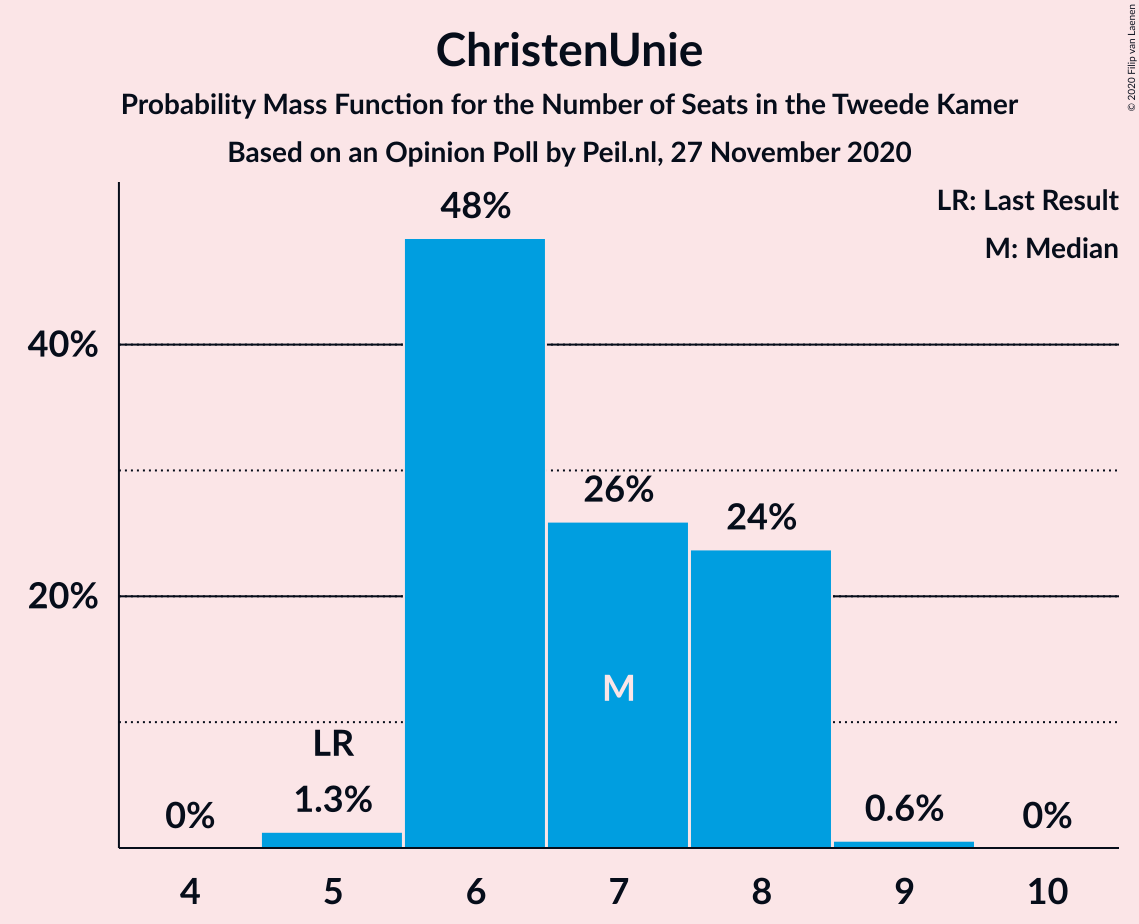 ChristenUnie
Probability Mass Function for the Number of Seats in the Tweede Kamer
Based on an Opinion Poll by Peil.nl, 27 November 2020
© 2020 Filip van Laenen
LR: Last Result
M: Median
48%
40%
26%
24%
20%
M
LR
1.3%
0%
0.6%
0%
4 5 6 7 8 9 10